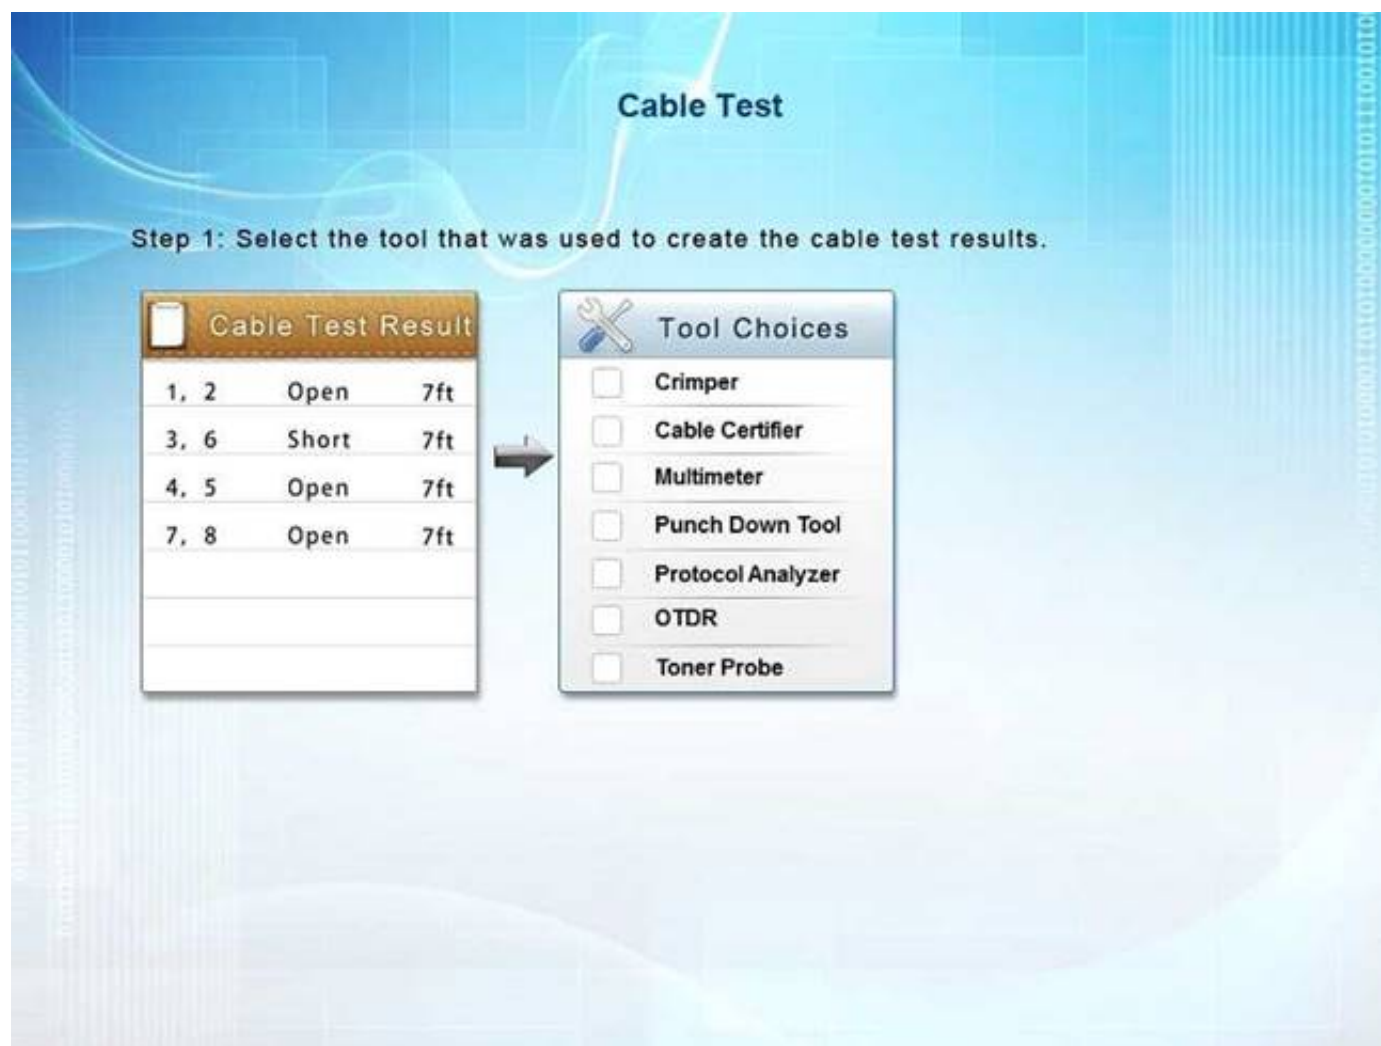 Cable Test
Step 1: Select the tool that was used to create the cable test results.
Cable Test Result
1, 2 Open 7ft
3, 6 Short 7ft
4, 5 Open 7ft
7, 8 Open 7ft
Tool Choices
Crimper
Cable Certifier
Multimeter
Punch Down Tool
Protocol Analyzer
OTDR
Toner Probe